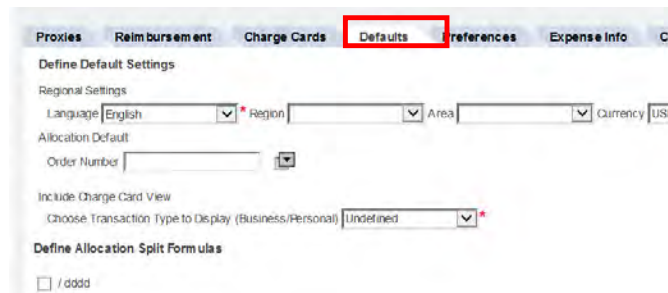 Proxies Reimbursement Charge Cards Defaults Preferences Expense Info C
Define Default Settings
Regional Settings
Language English * Region Area Currency US
Allocation Default
Order Number
Include Charge Card View
Choose Transaction Type to Display (Business/Personal) Undefined *
Define Allocation Split Formulas
/ dddd